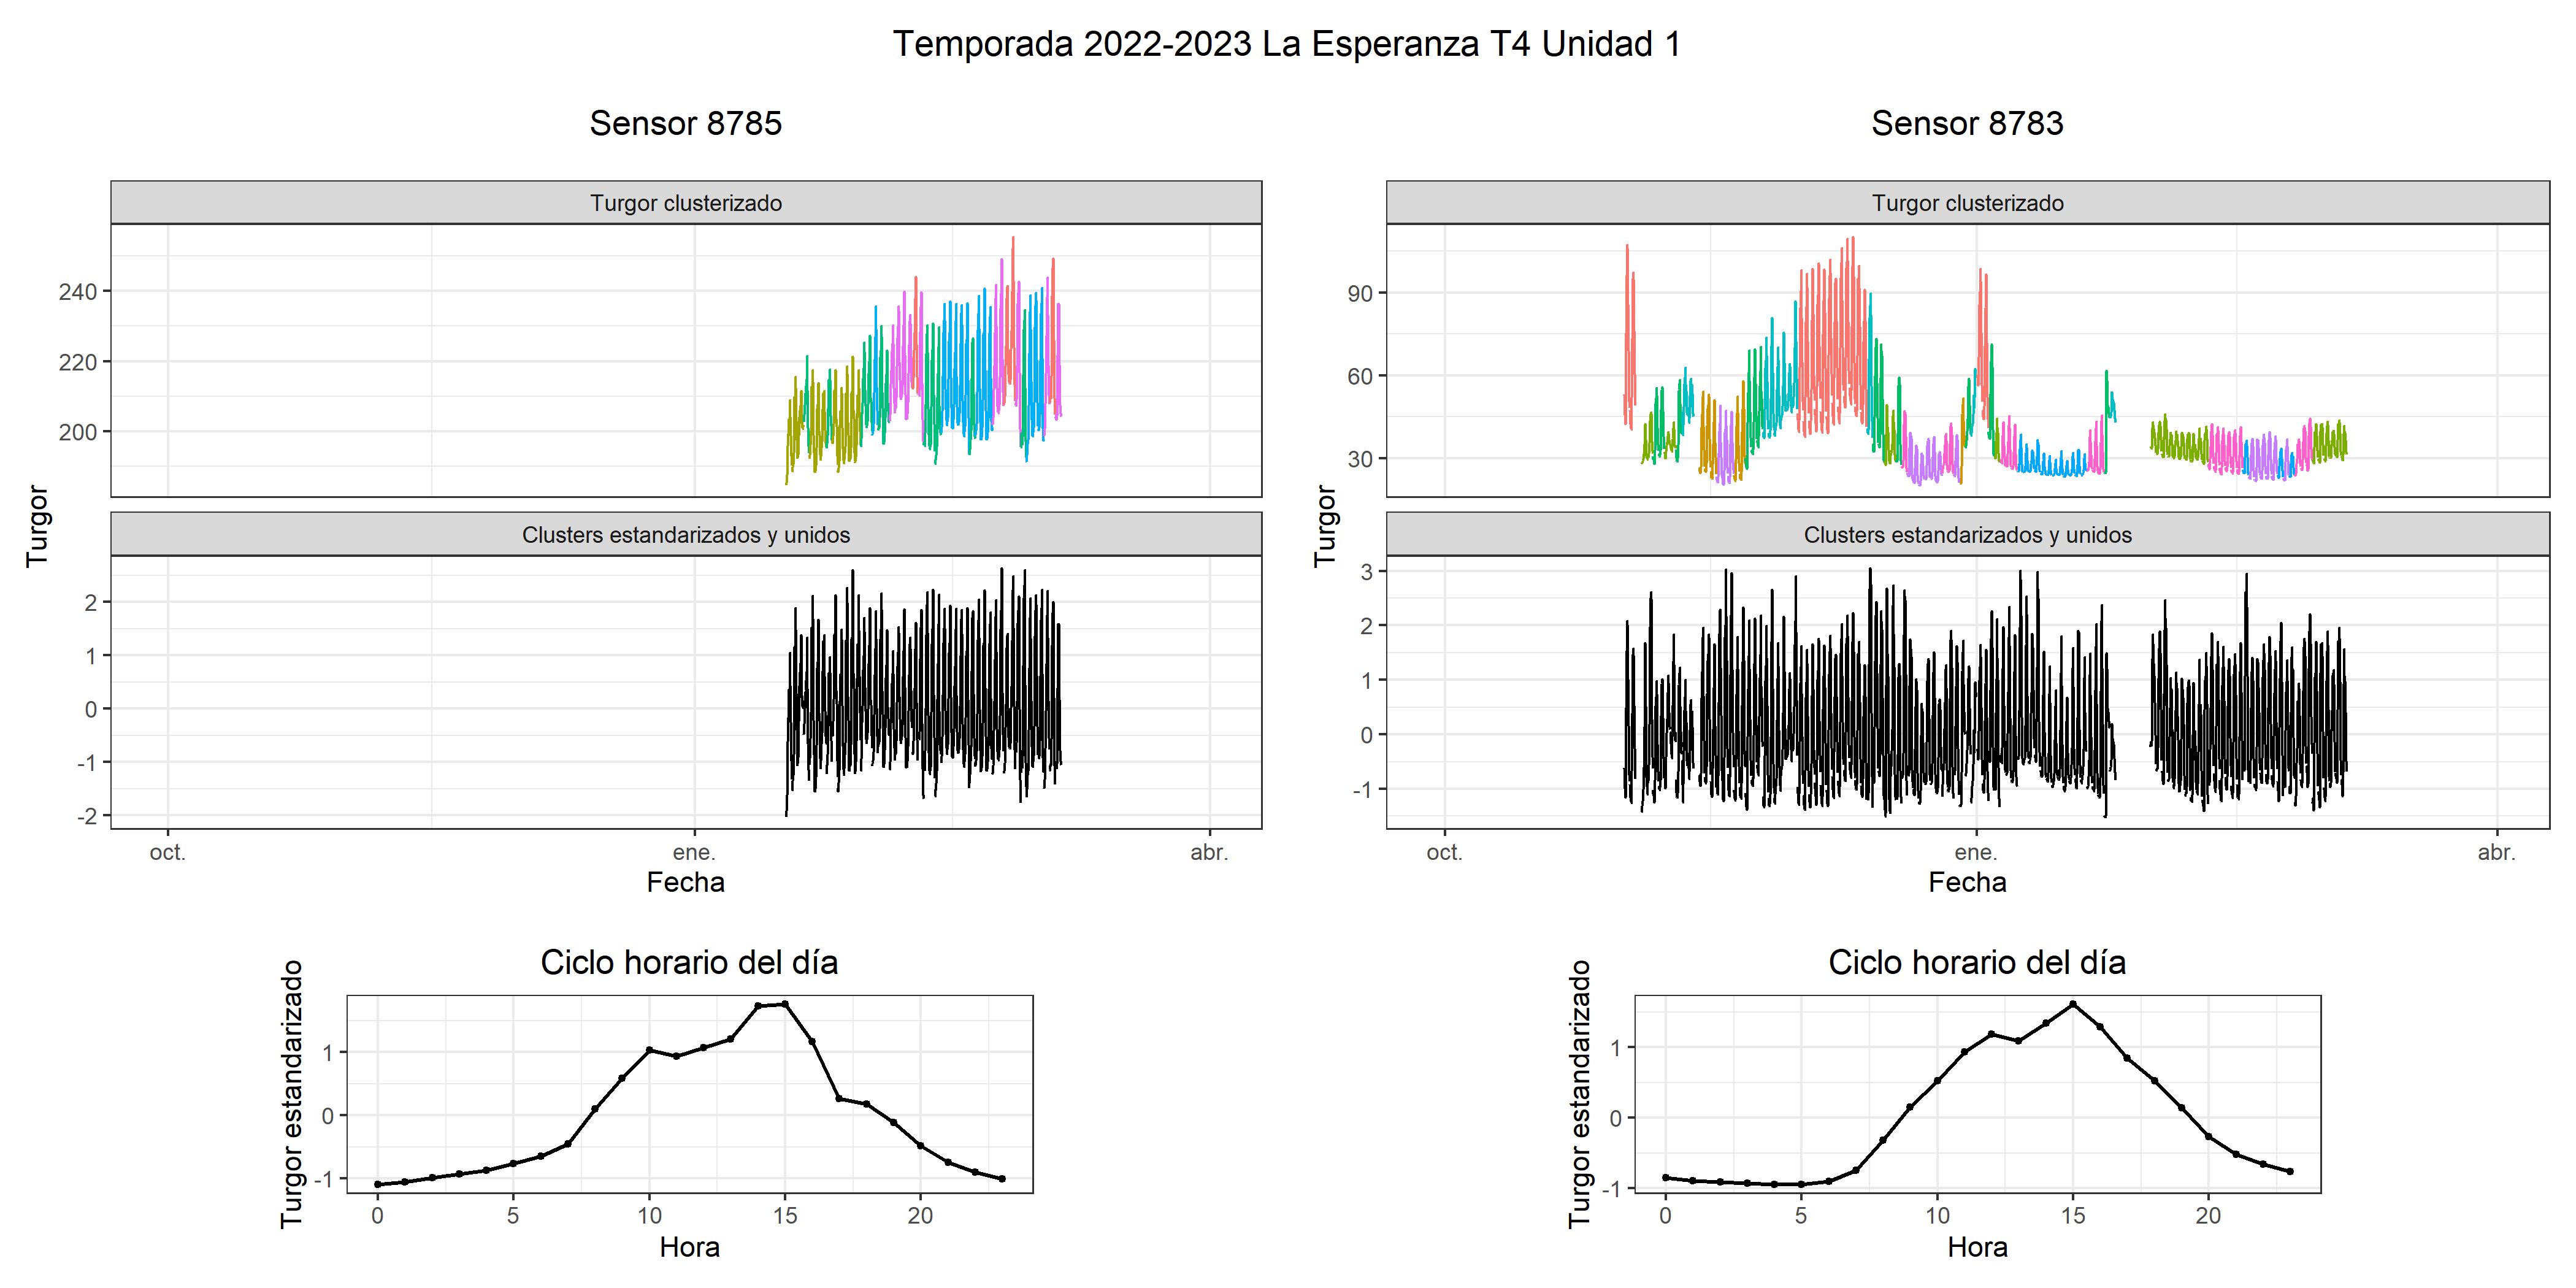 Temporada 2022-2023 La Esperanza T4 Unidad 1
Sensor 8785
Turgor clusterizado
240
220
200
Clusters estandarizados y unidos
2
1
0
-1
-2
Turgor
oct.
ene.
abr.
Fecha
Ciclo horario del día
Turgor estandarizado
1
0
-1
0
5
10
15
20
Hora
Sensor 8783
Turgor clusterizado
90
60
30
Clusters estandarizados y unidos
3
2
1
0
-1
Turgor
oct.
ene.
abr.
Fecha
Ciclo horario del día
Turgor estandarizado
1
0
-1
0
5
10
15
20
Hora